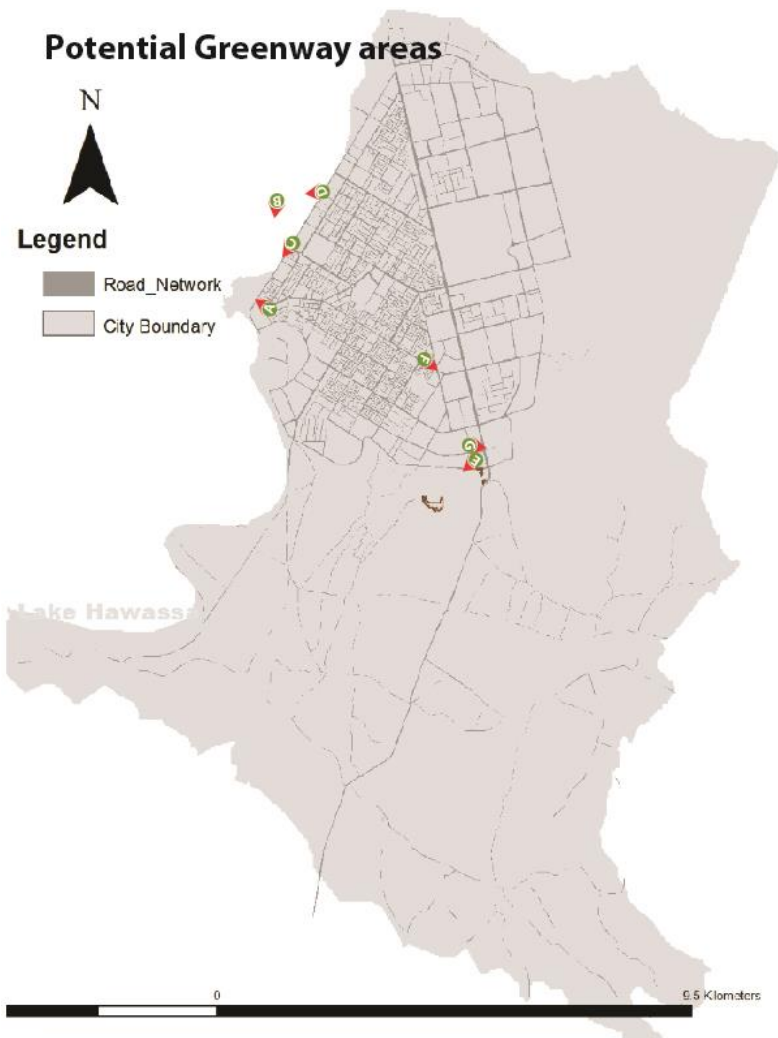 Potential Greenway areas
N
B
D
C
Legend
Road_Network
A
City Boundary
F
G
E
Lake Hawassa
0
9.5 Kilometers